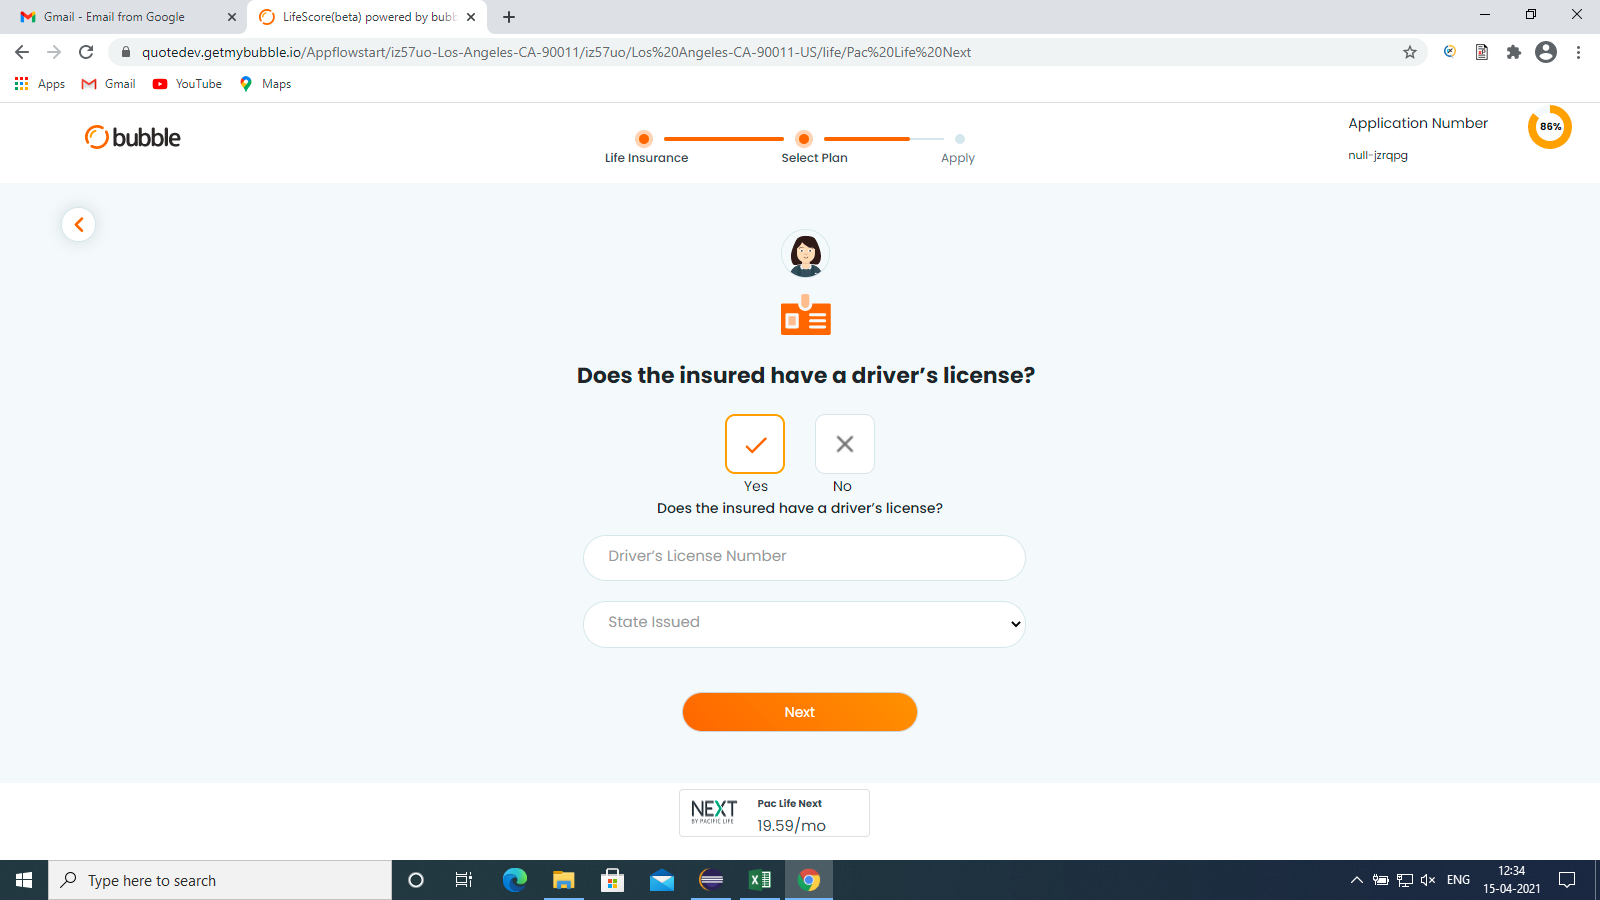 Gmail - Email from Google
LifeScore(beta) powered by bubb
quotedev.getmybubble.io/Appflowstart/iz57uo-Los-Angeles-CA-90011/iz57uo/Los%20Angeles-CA-90011-US/life/Pac%20Life%20Next
Apps
Gmail
YouTube
Maps
bubble
Life Insurance
Select Plan
Apply
Application Number
null-jzrqpg
86%
Does the insured have a driver’s license?
Yes
No
Does the insured have a driver’s license?
Driver’s License Number
State Issued
Next
NEXT
BY PACIFIC LIFE
Pac Life Next
19.59/mo
Type here to search
ENG
12:34
15-04-2021